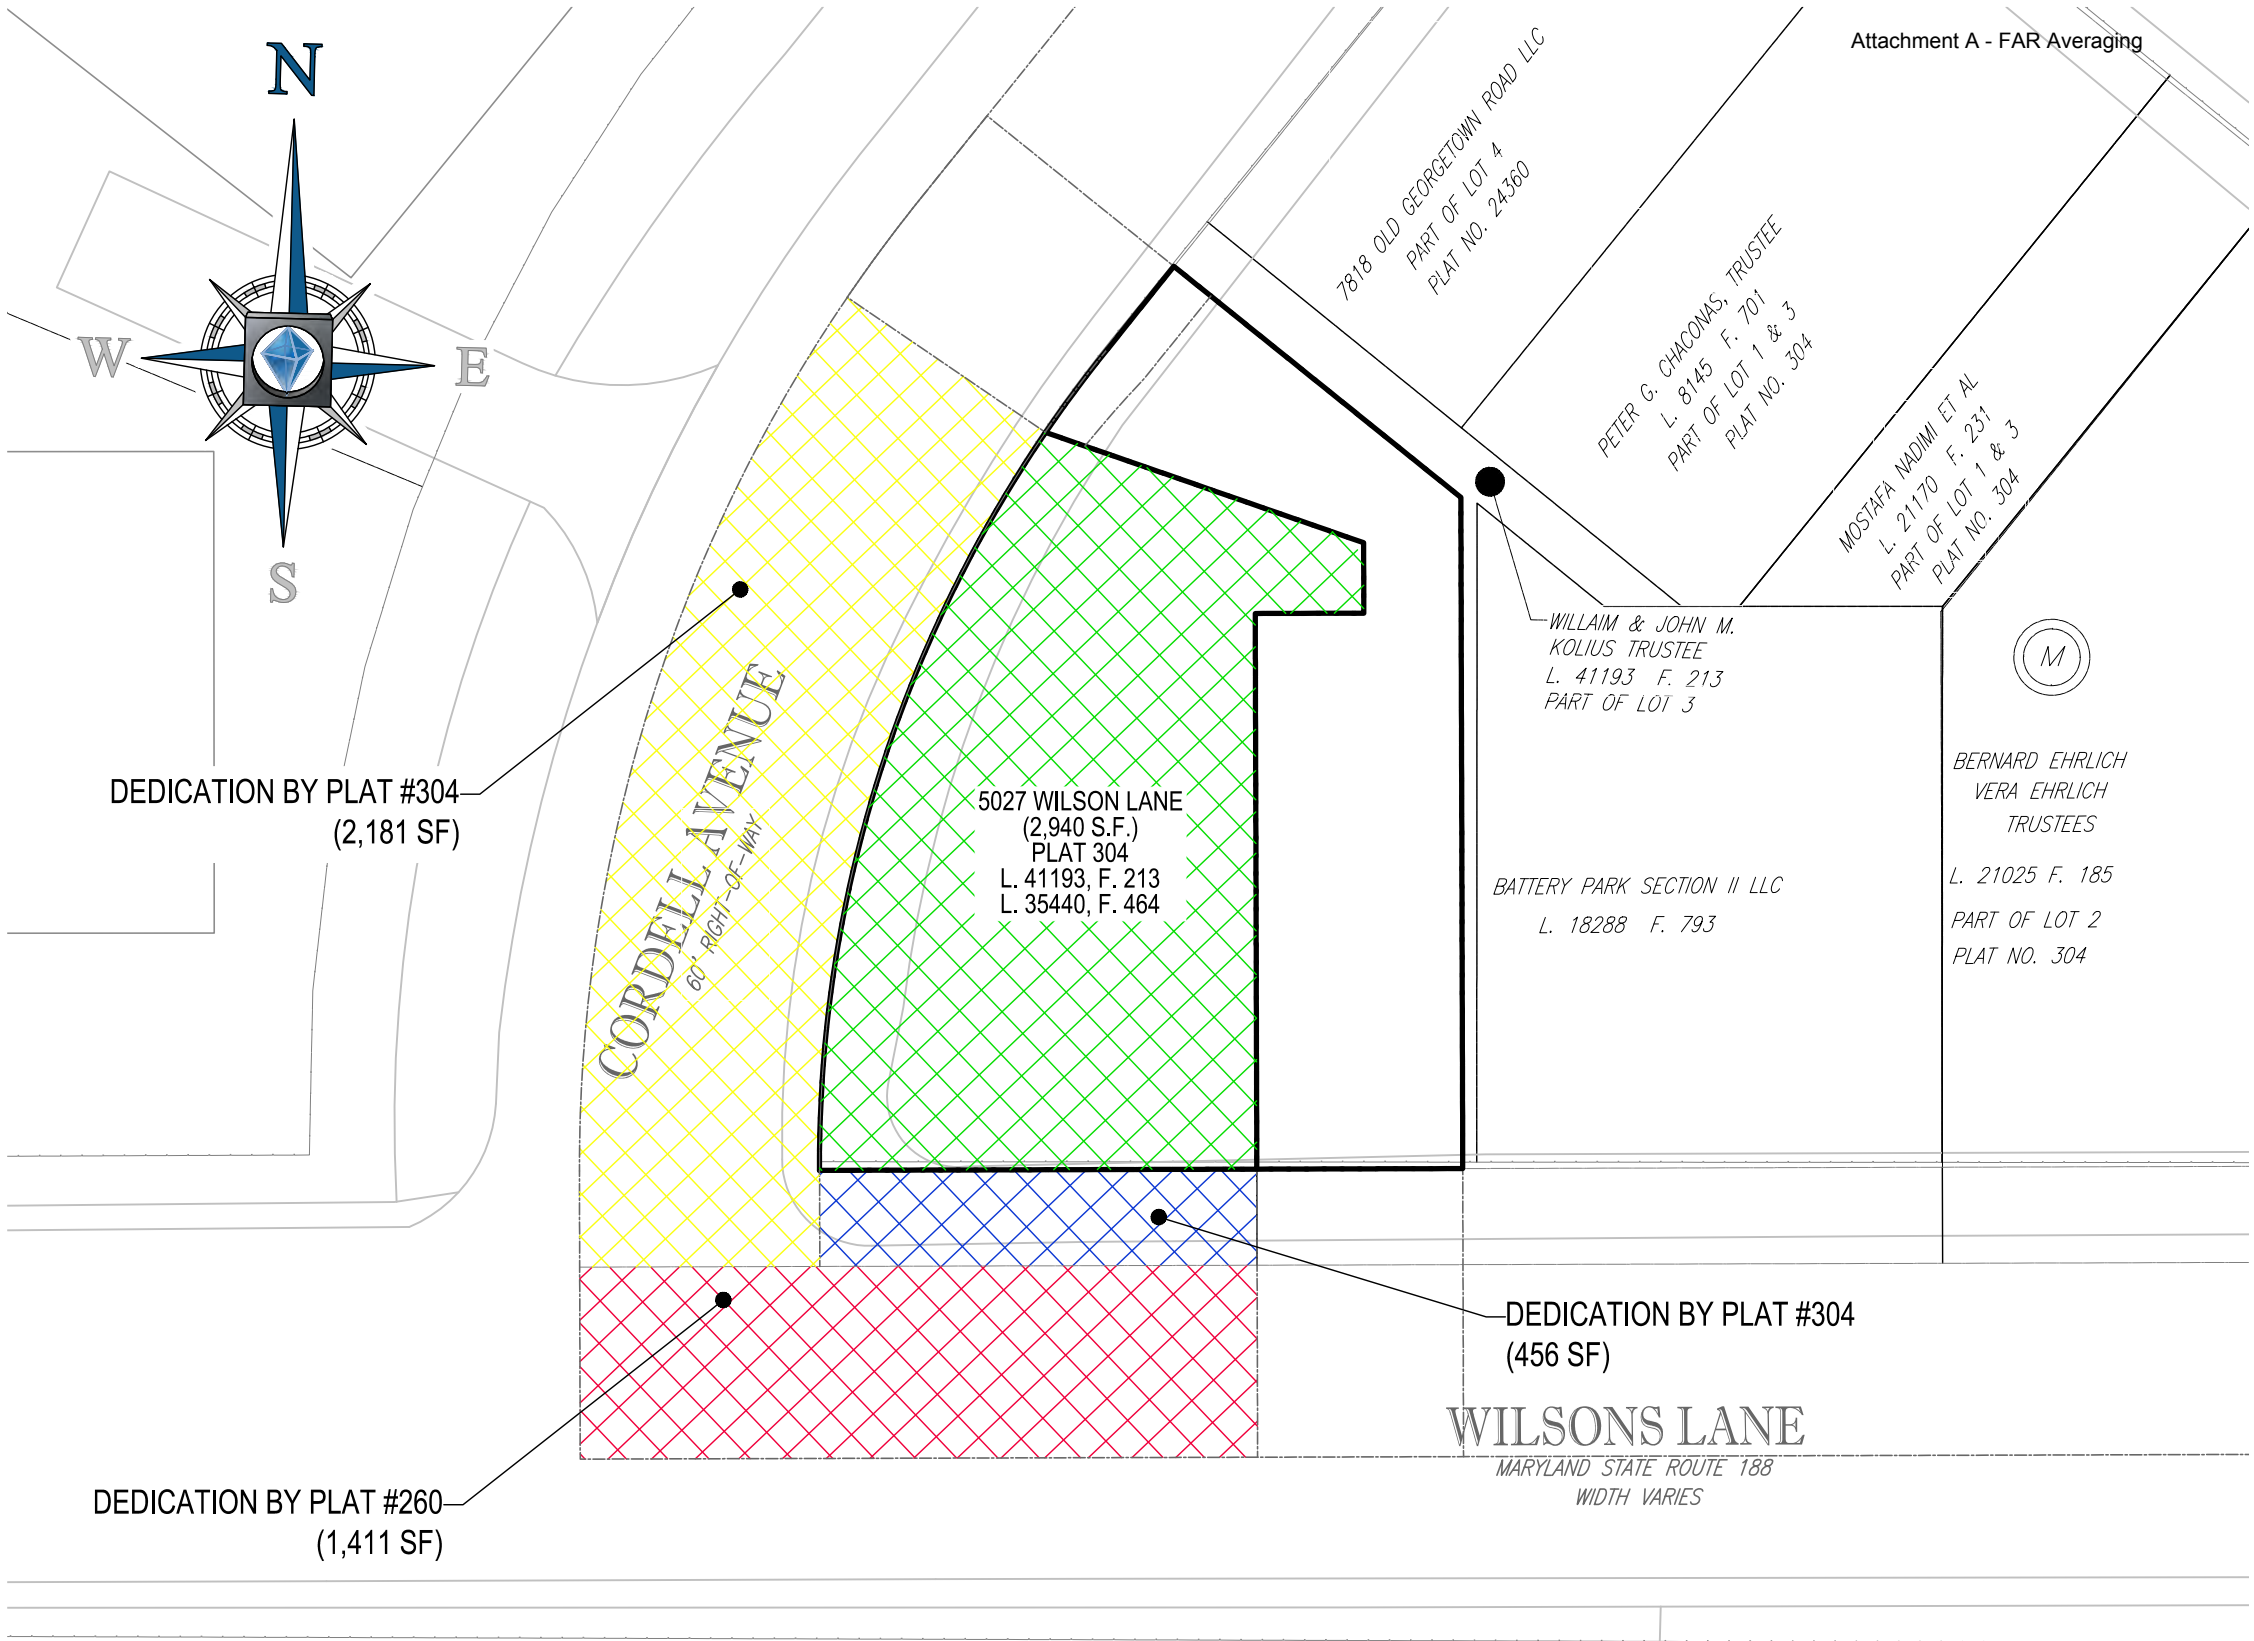 Attachment A - FAR Averaging
N
W
E
S
7818 OLD GEORGETOWN ROAD LLC
PART OF LOT 4
PLAT NO. 24360
PETER G. CHACONAS, TRUSTEE
L. 8145 F. 701
PART OF LOT 1 & 3
PLAT NO. 304
MOSTAFA NADIMI ET AL
L. 21170 F. 231
PART OF LOT 1 & 3
PLAT NO. 304
WILLAIM & JOHN M.
KOLIUS TRUSTEE
L. 41193 F. 213
PART OF LOT 3
M
BERNARD EHRLICH
VERA EHRLICH
TRUSTEES
L. 21025 F. 185
PART OF LOT 2
PLAT NO. 304
DEDICATION BY PLAT #304
(2,181 SF)
CORDELL AVENUE
60' RIGHT-OF-WAY
5027 WILSON LANE
(2,940 S.F.)
PLAT 304
L. 41193, F. 213
L. 35440, F. 464
BATTERY PARK SECTION II LLC
L. 18288 F. 793
DEDICATION BY PLAT #304
(456 SF)
WILSONS LANE
MARYLAND STATE ROUTE 188
WIDTH VARIES
DEDICATION BY PLAT #260
(1,411 SF)